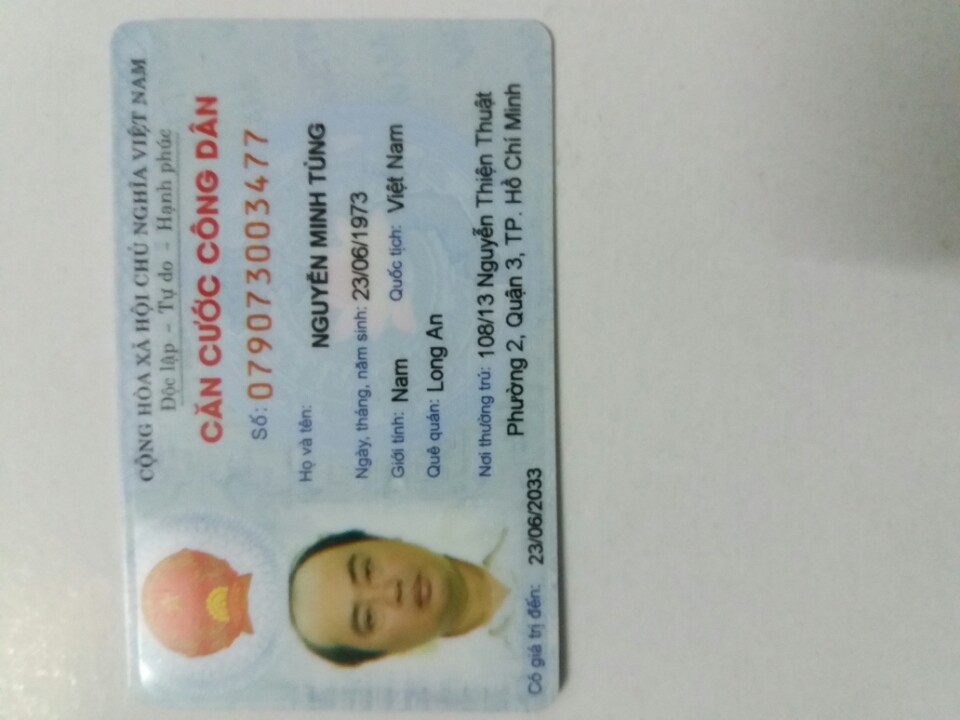 CỘNG HÒA XÃ HỘI CHỦ NGHĨA VIỆT NAM
Độc lập - Tự do - Hạnh phúc
CĂN CƯỚC CÔNG DÂN
Số: 079073003477
Họ và tên:
NGUYỄN MINH TÙNG
Ngày, tháng, năm sinh: 23/06/1973
Giới tính: Nam Quốc tịch: Việt Nam
Quê quán: Long An
Nơi thường trú: 108/13 Nguyễn Thiện Thuật
Phường 2, Quận 3, TP. Hồ Chí Minh
Có giá trị đến: 23/06/2033